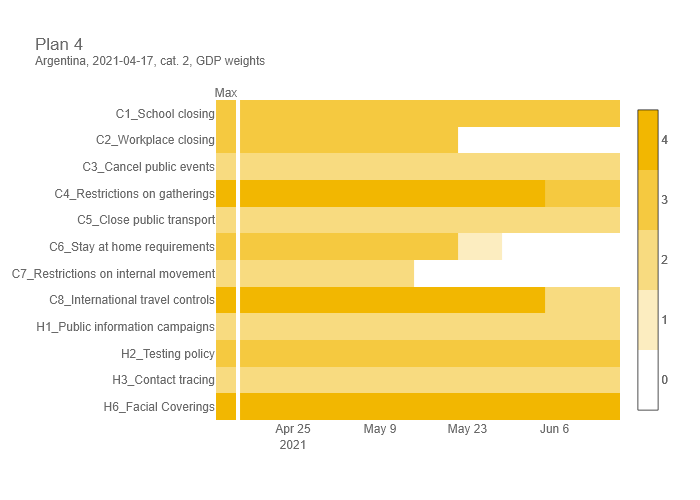 Plan 4
Argentina, 2021-04-17, cat. 2, GDP weights
Max
C1_School closing
C2_Workplace closing
C3_Cancel public events
C4_Restrictions on gatherings
C5_Close public transport
C6_Stay at home requirements
C7_Restrictions on internal movement
C8_International travel controls
H1_Public information campaigns
H2_Testing policy
H3_Contact tracing
H6_Facial Coverings
Apr 25 May 9 May 23 Jun 6
2021
4
3
2
1
0